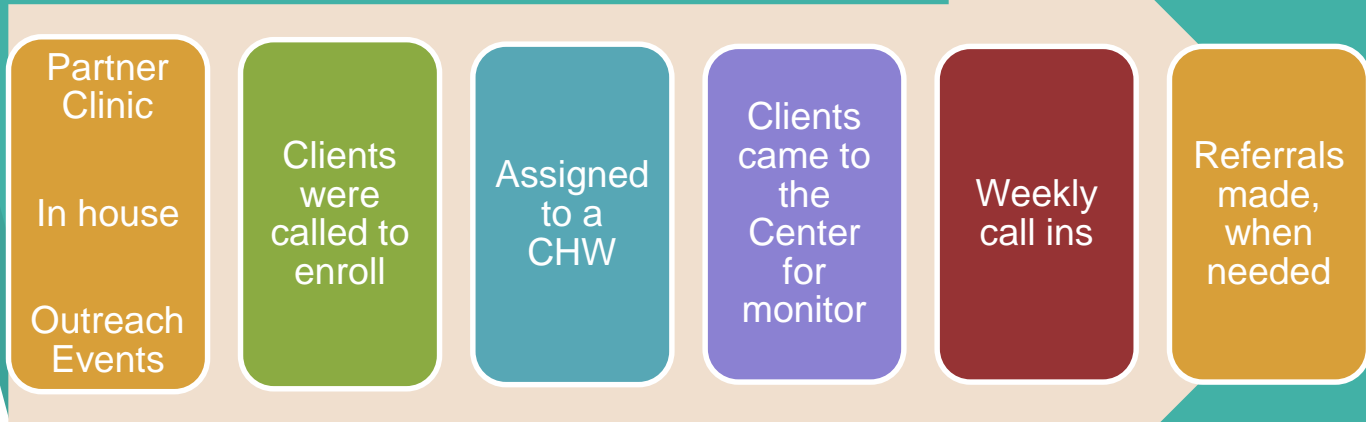 Partner
Clinic
In house
Outreach
Events
Clients
were
called to
enroll
Assigned
to a
CHW
Clients
came to
the
Center
for
monitor
Weekly
call ins
Referrals
made,
when
needed